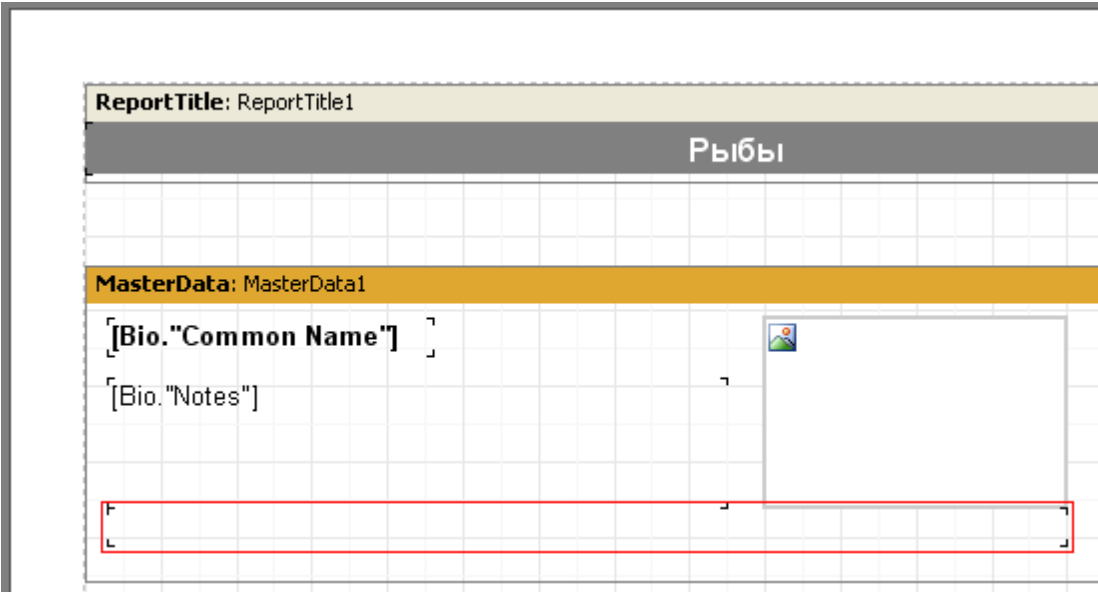 ReportTitle: ReportTitle1
Рыбы
MasterData: MasterData1
[Bio."Common Name"]
[Bio."Notes"]